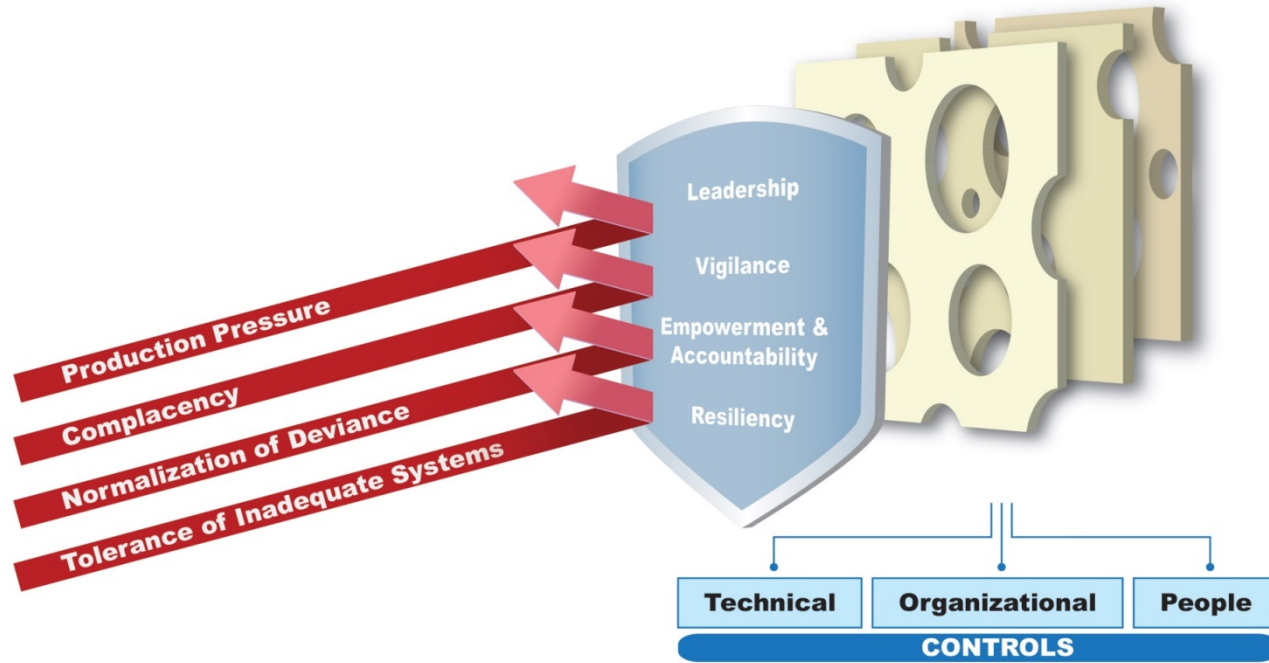 Production Pressure
Complacency
Normalization of Deviance
Tolerance of Inadequate Systems
Leadership
Vigilance
Empowerment &
Accountability
Resiliency
Technical
Organizational
People
CONTROLS